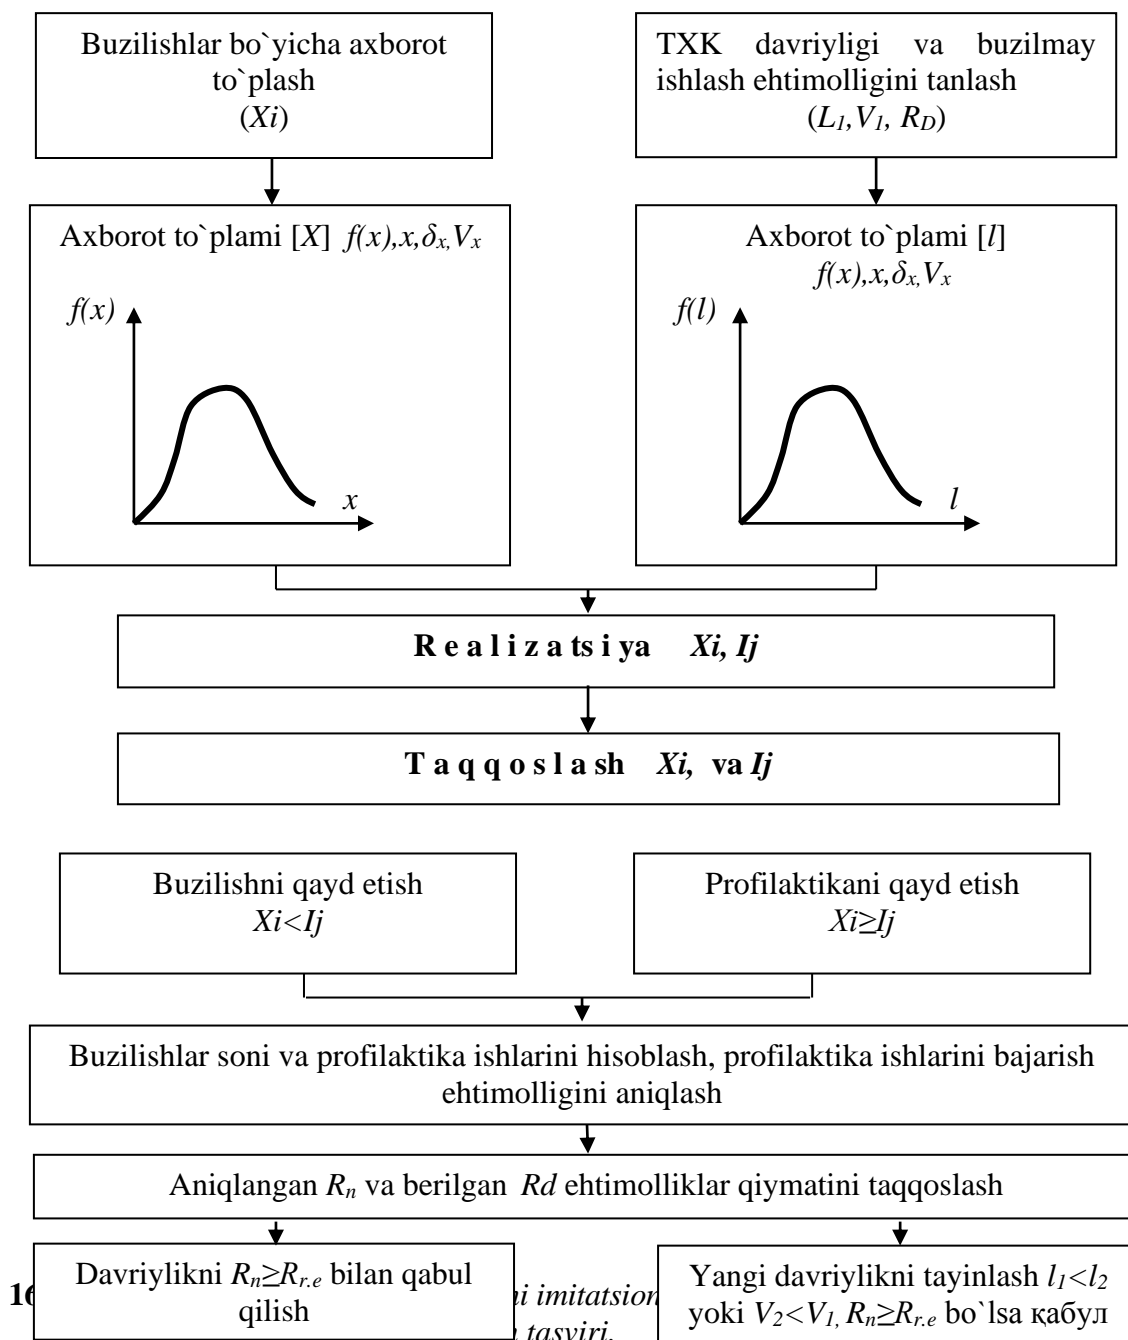 Buzilishlar bo`yicha axborot
to`plash
(Xi)
TXK davriyligi va buzilmay
ishlash ehtimolligini tanlash
(L1,V1, RD)
Axborot to`plami [X] f(x),x,δx,Vx
f(x)
x
Axborot to`plami [l]
f(x),x,δx,Vx
f(l)
l
R e a l i z a ts i ya Xi, Ij
T a q q o s l a sh Xi, va Ij
Buzilishni qayd etish
Xi<Ij
Profilaktikani qayd etish
Xi≥Ij
Buzilishlar soni va profilaktika ishlarini hisoblash, profilaktika ishlarini bajarish
ehtimolligini aniqlash
Aniqlangan Rn va berilgan Rd ehtimolliklar qiymatini taqqoslash
Davriylikni Rn≥Rr.e bilan qabul
qilish
Yangi davriylikni tayinlash l1<l2
yoki V2<V1, Rn≥Rr.e bo`lsa қабул
imitatsion
tasviri.